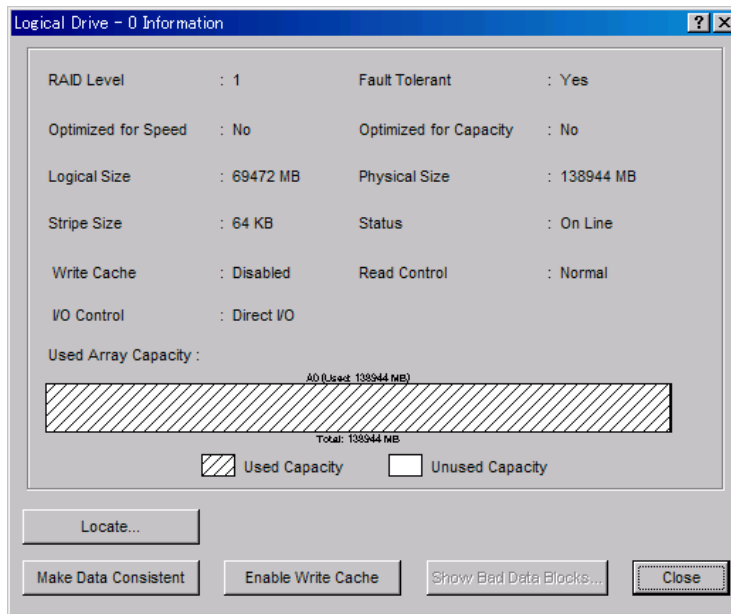 Logical Drive - 0 Information
RAID Level : 1 Fault Tolerant : Yes
Optimized for Speed : No Optimized for Capacity : No
Logical Size : 69472 MB Physical Size : 138944 MB
Stripe Size : 64 KB Status : On Line
Write Cache : Disabled Read Control : Normal
I/O Control : Direct I/O
Used Array Capacity :
A0 (Used: 138944 MB)
Total: 138944 MB
Used Capacity Unused Capacity
Locate...
Make Data Consistent Enable Write Cache Show Bad Data Blocks... Close